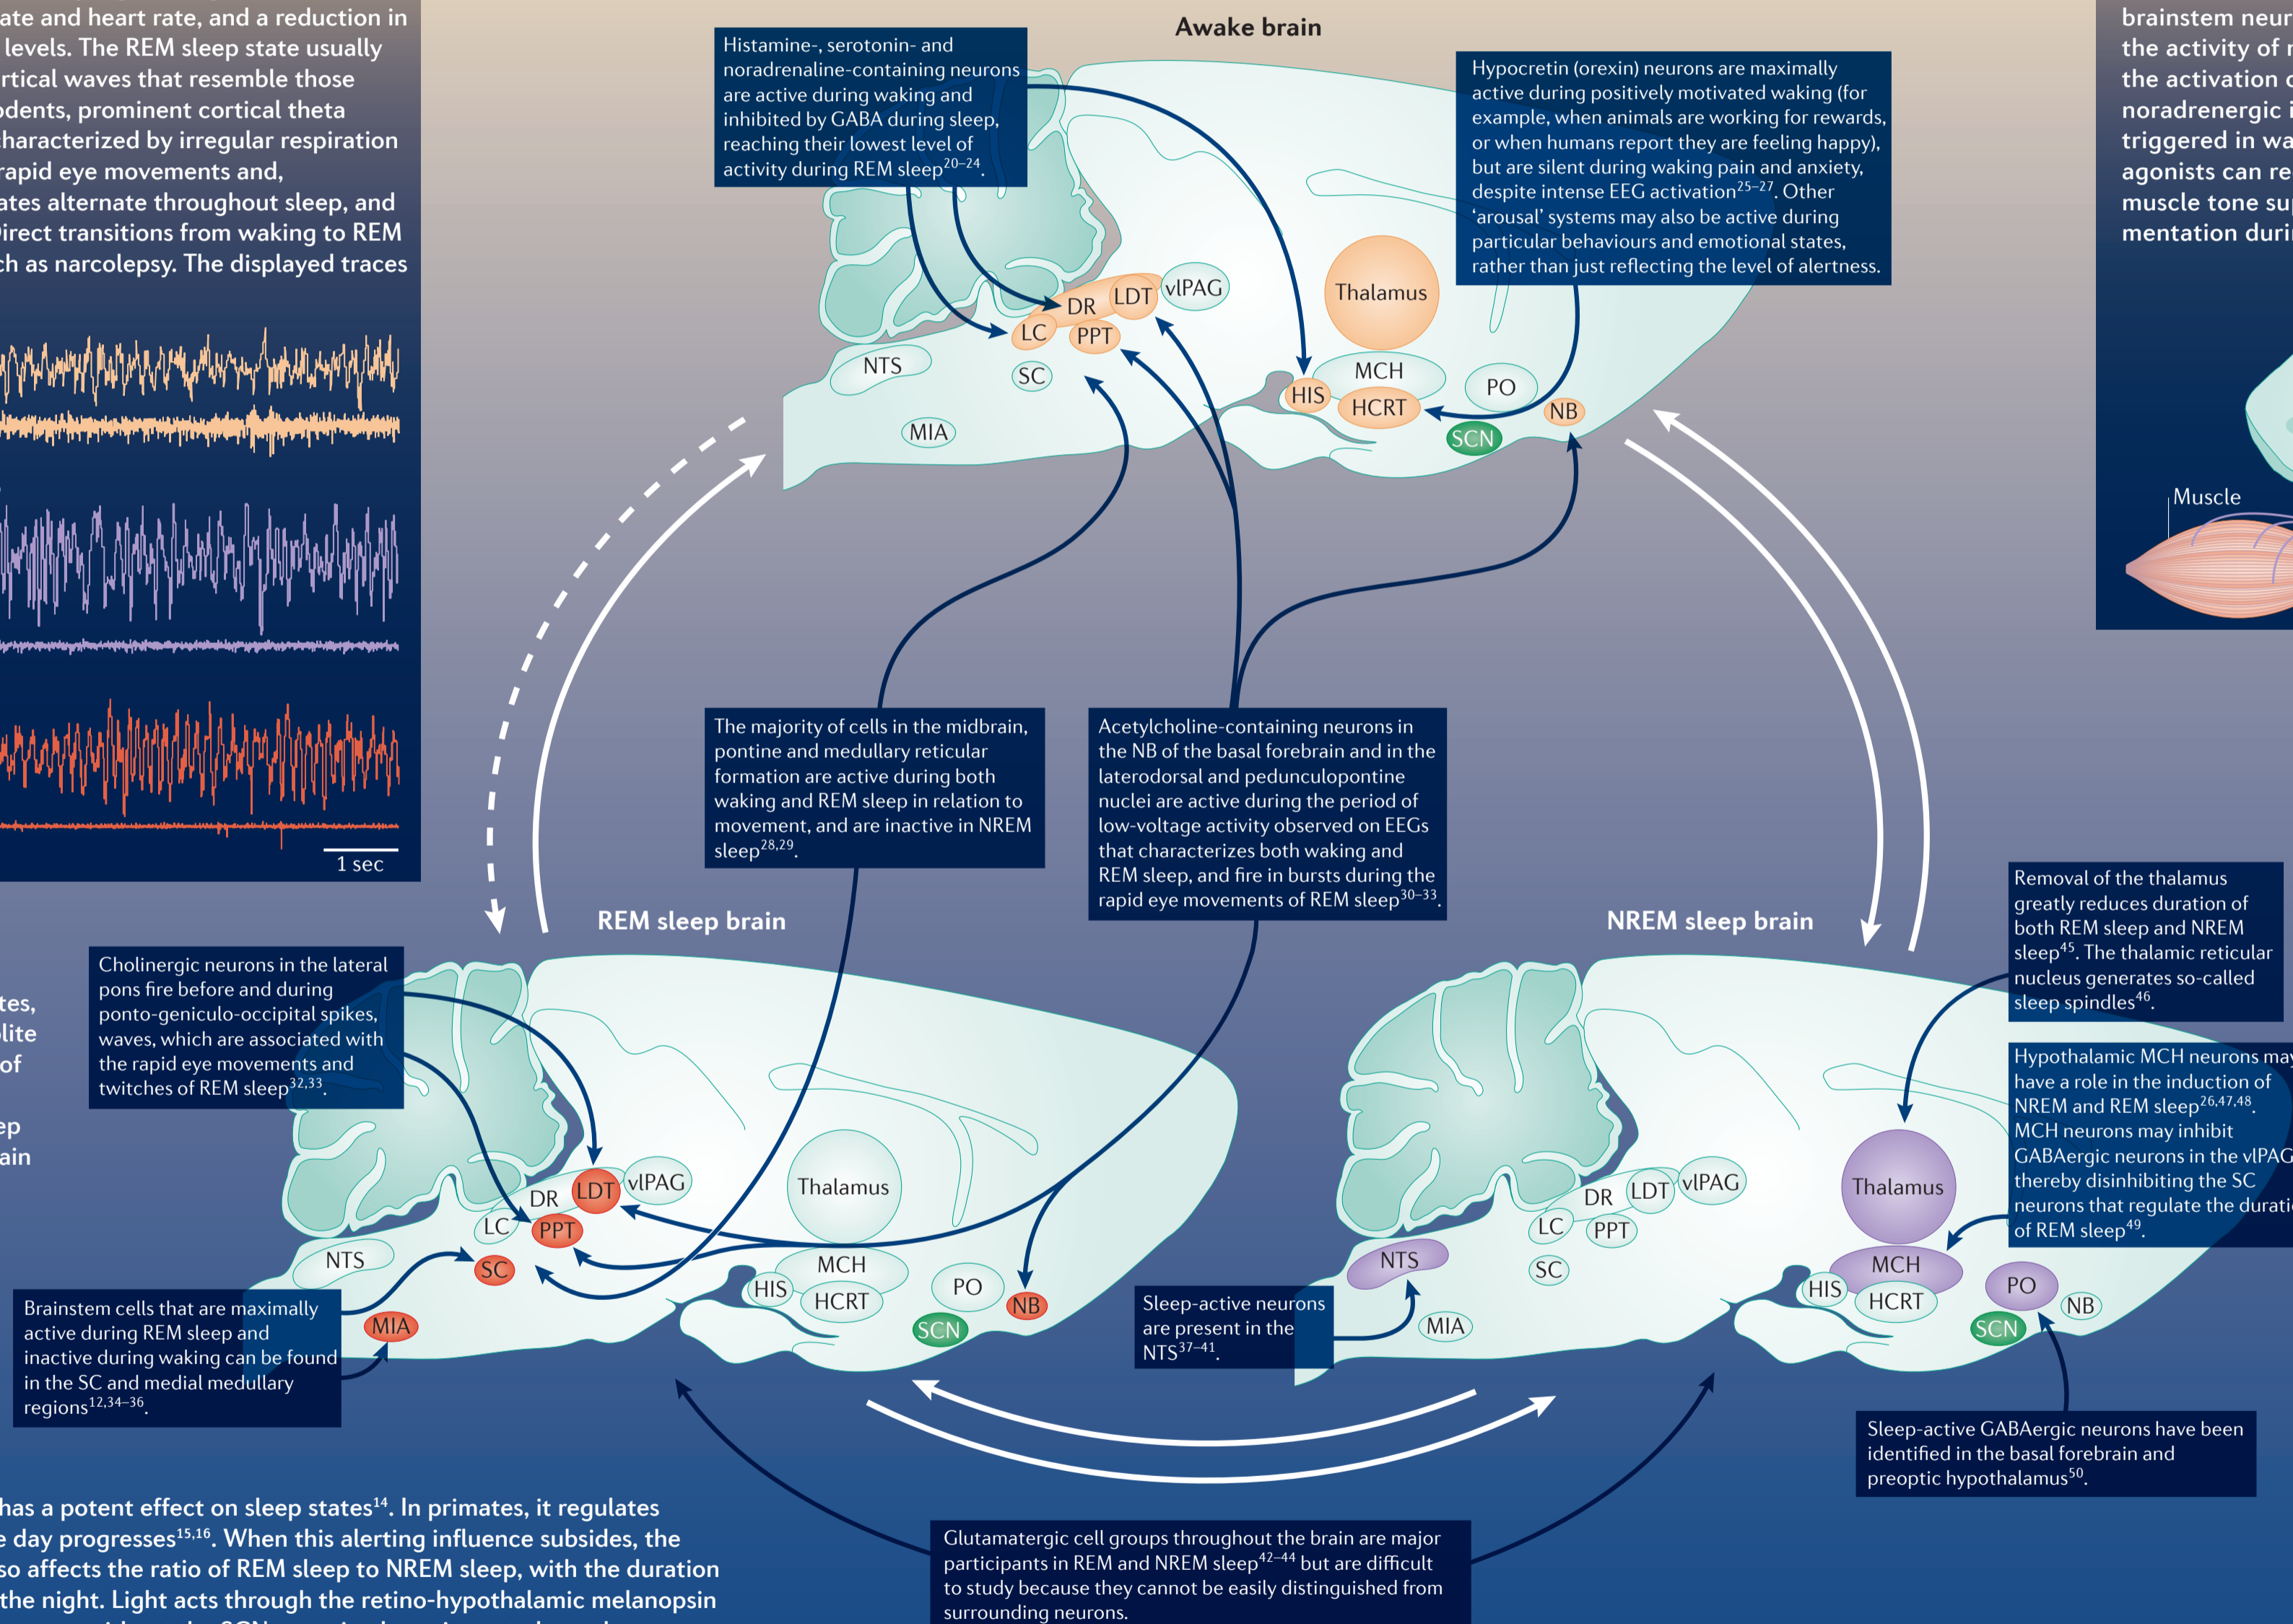 ate and heart rate, and a reduction in
levels. The REM sleep state usually
rtical waves that resemble those
odents, prominent cortical theta
characterized by irregular respiration
rapid eye movements and,
ates alternate throughout sleep, and
Direct transitions from waking to REM
ch as narcolepsy. The displayed traces
1 sec
Awake brain
Histamine-, serotonin- and
noradrenaline-containing neurons
are active during waking and
inhibited by GABA during sleep,
reaching their lowest level of
activity during REM sleep20–24.
Hypocretin (orexin) neurons are maximally
active during positively motivated waking (for
example, when animals are working for rewards,
or when humans report they are feeling happy),
but are silent during waking pain and anxiety,
despite intense EEG activation25–27. Other
‘arousal’ systems may also be active during
particular behaviours and emotional states,
rather than just reflecting the level of alertness.
brainstem neur
the activity of
the activation
noradrenergic i
triggered in wa
agonists can re
muscle tone su
mentation duri
Muscle
DR
LDT
vlPAG
LC
PPT
NTS
SC
MIA
Thalamus
MCH
HIS
HCRT
PO
NB
SCN
The majority of cells in the midbrain,
pontine and medullary reticular
formation are active during both
waking and REM sleep in relation to
movement, and are inactive in NREM
sleep28,29.
Acetylcholine-containing neurons in
the NB of the basal forebrain and in the
laterodorsal and pedunculopontine
nuclei are active during the period of
low-voltage activity observed on EEGs
that characterizes both waking and
REM sleep, and fire in bursts during the
rapid eye movements of REM sleep30–33.
REM sleep brain
NREM sleep brain
Cholinergic neurons in the lateral
pons fire before and during
ponto-geniculo-occipital spikes,
waves, which are associated with
the rapid eye movements and
twitches of REM sleep32,33.
tes,
lite
of
ep
ain
Removal of the thalamus
greatly reduces duration of
both REM sleep and NREM
sleep45. The thalamic reticular
nucleus generates so-called
sleep spindles46.
Hypothalamic MCH neurons may
have a role in the induction of
NREM and REM sleep26,47,48.
MCH neurons may inhibit
GABAergic neurons in the vlPAG
thereby disinhibiting the SC
neurons that regulate the durati
of REM sleep49.
DR
LDT
vlPAG
LC
PPT
NTS
SC
MIA
Thalamus
MCH
HIS
HCRT
PO
NB
SCN
DR
LDT
vlPAG
LC
PPT
NTS
SC
MIA
Thalamus
MCH
HIS
HCRT
PO
NB
SCN
Brainstem cells that are maximally
active during REM sleep and
inactive during waking can be found
in the SC and medial medullary
regions12,34–36.
Sleep-active neurons
are present in the
NTS37–41.
Sleep-active GABAergic neurons have been
identified in the basal forebrain and
preoptic hypothalamus50.
Glutamatergic cell groups throughout the brain are major
participants in REM and NREM sleep42–44 but are difficult
to study because they cannot be easily distinguished from
surrounding neurons.
has a potent effect on sleep states14. In primates, it regulates
e day progresses15,16. When this alerting influence subsides, the
so affects the ratio of REM sleep to NREM sleep, with the duration
the night. Light acts through the retino-hypothalamic melanopsin